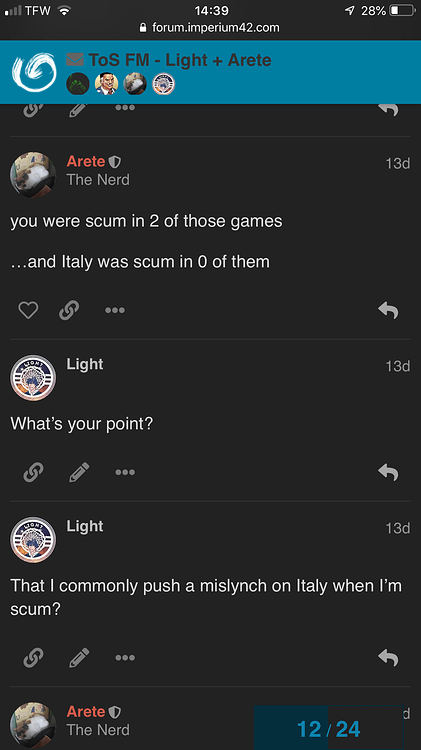 TFW 14:39 28%
forum.imperium42.com
ToS FM - Light + Arete
Arete 13d
The Nerd
you were scum in 2 of those games
…and Italy was scum in 0 of them
Light 13d
What’s your point?
Light 13d
That I commonly push a mislynch on Italy when I’m
scum?
Arete d
The Nerd
12 / 24